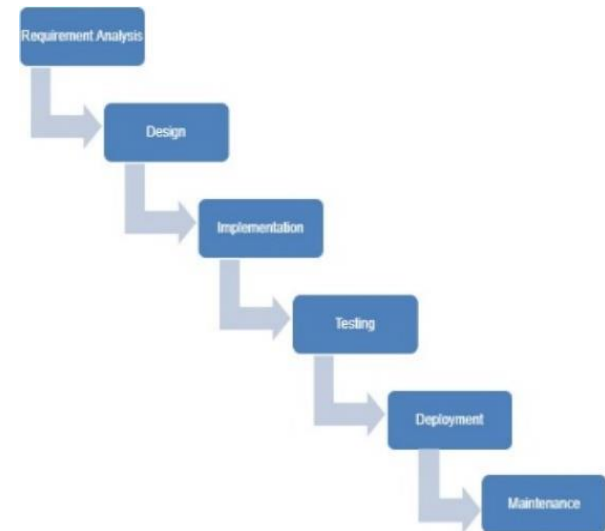 Requirement Analysis
Design
Implementation
Testing
Deployment
Maintenance